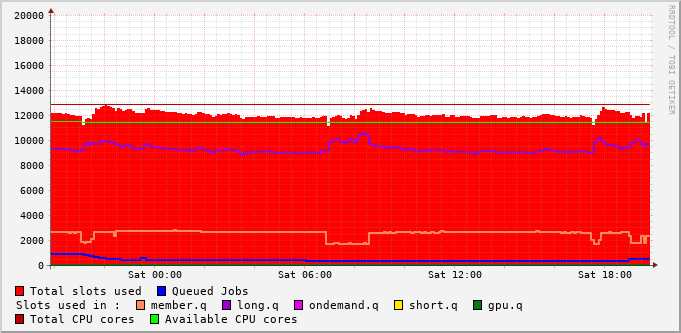 20000
18000
16000
14000
12000
10000
8000
6000
4000
2000
0
Sat 00:00 Sat 06:00 Sat 12:00 Sat 18:00
Total slots used Queued Jobs
Slots used in : member.q long.q ondemand.q short.q gpu.q
Total CPU cores Available CPU cores
RRDTOOL / TOBI OETIKER